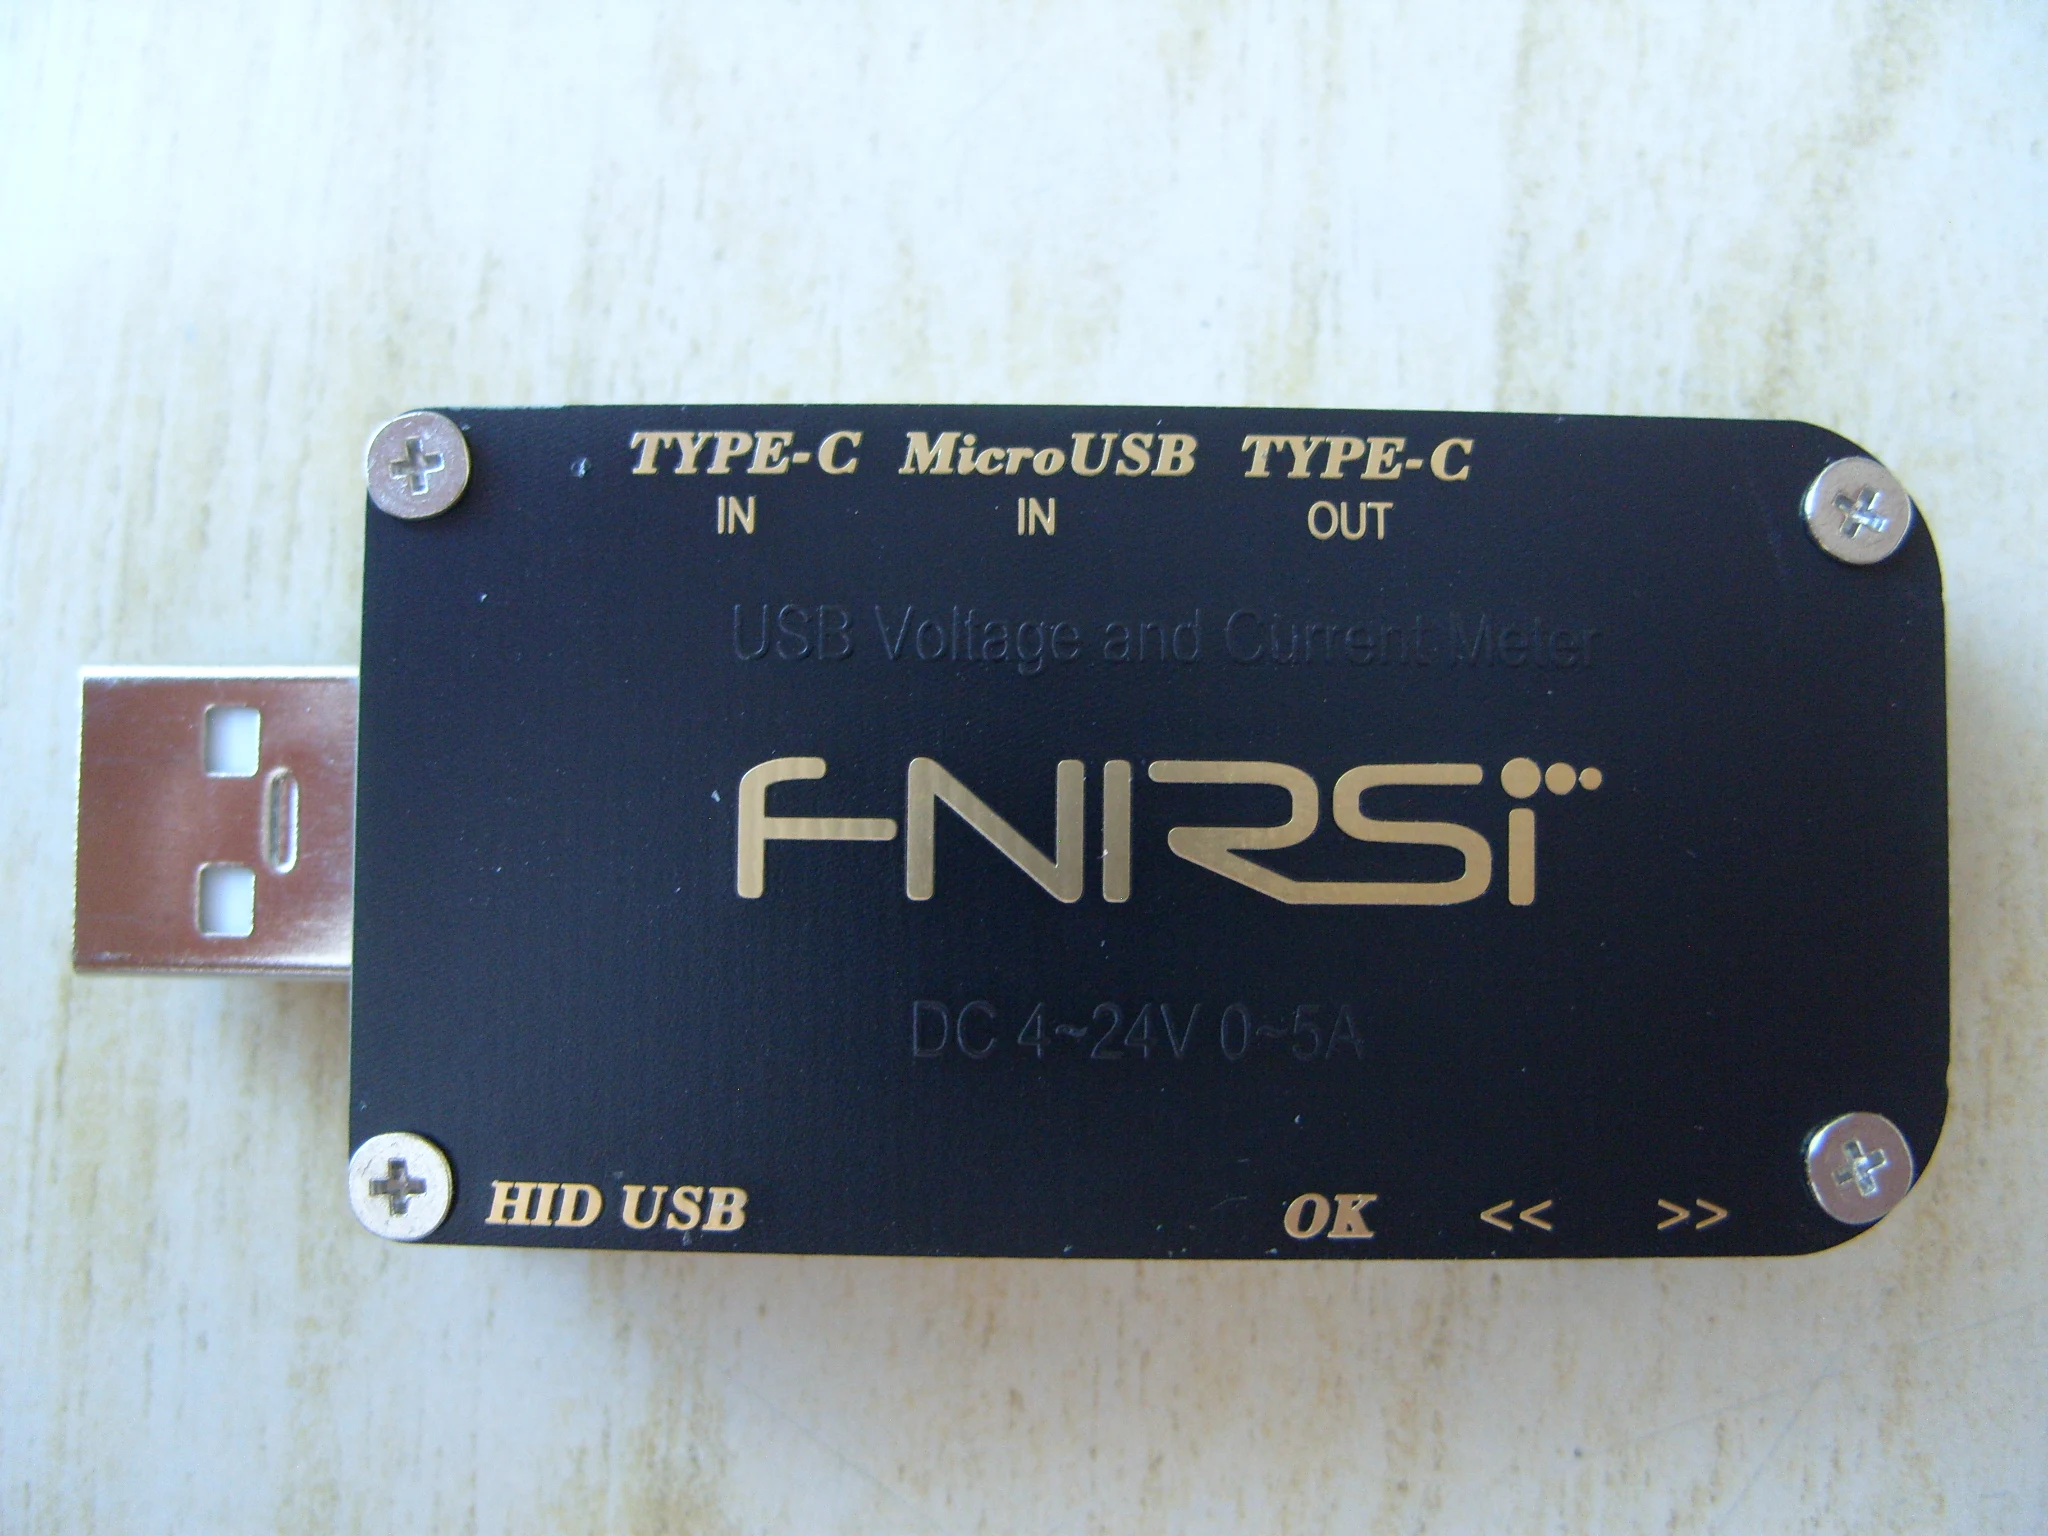 TYPE-C MicroUSB TYPE-C
IN IN OUT
USB Voltage and Current Meter
FNIRSI
DC 4~24V 0~5A
HID USB OK << >>